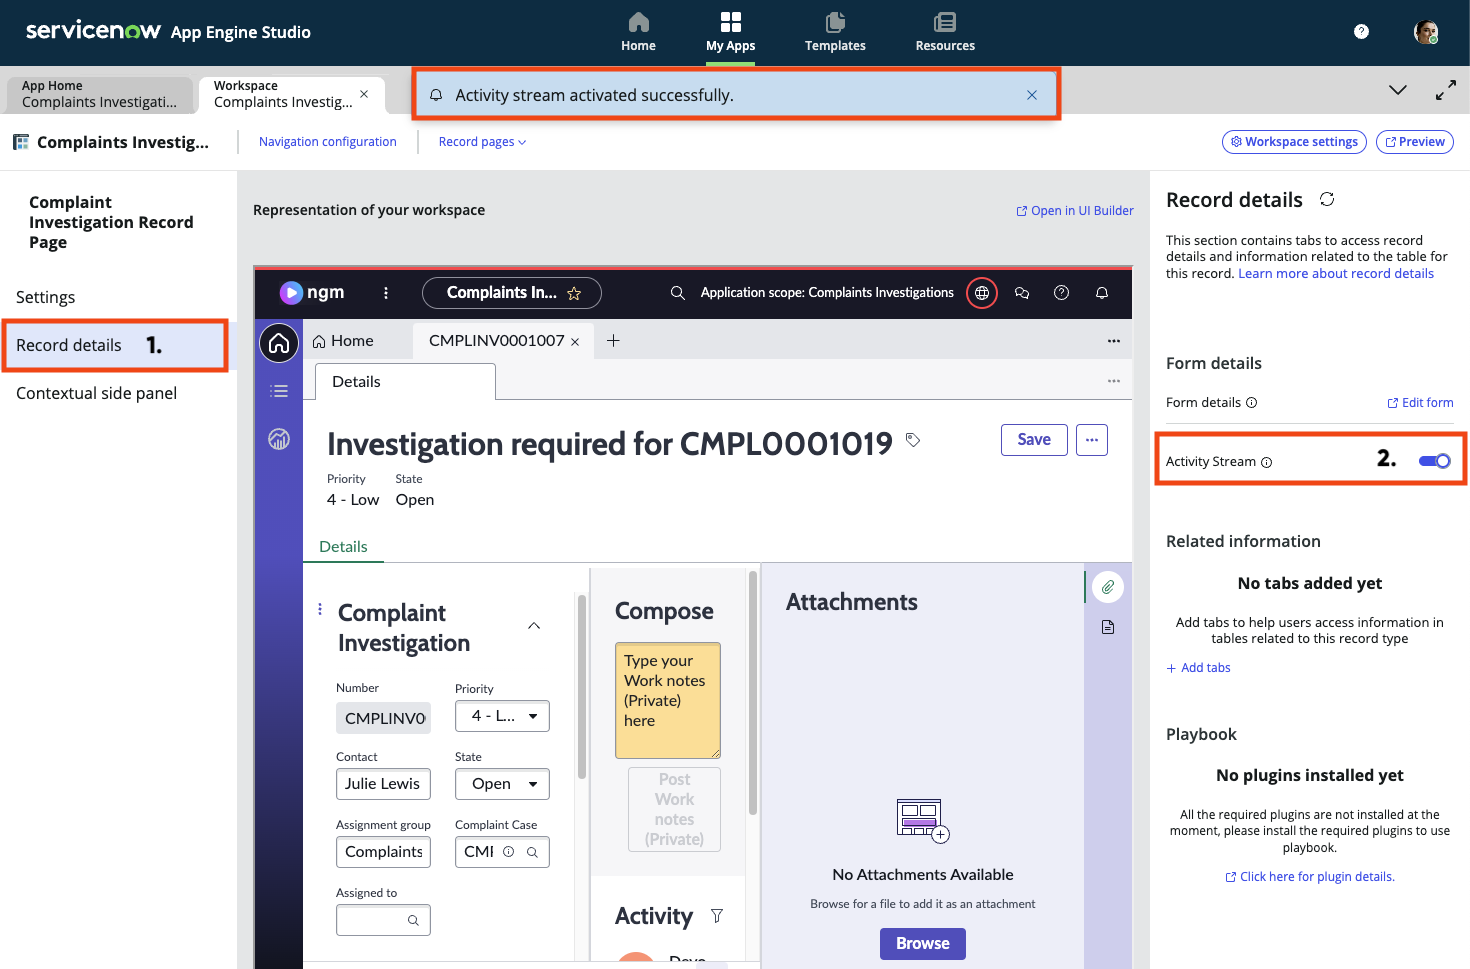 servicenow App Engine Studio
Home
My Apps
Templates
Resources
App Home
Complaints Investigati...
Workspace
Complaints Investig...
Activity stream activated successfully.
Complaints Investig...
Navigation configuration
Record pages
Workspace settings
Preview
Complaint
Investigation Record
Page
Settings
Record details 1.
Contextual side panel
Representation of your workspace
Open in UI Builder
ngm
Complaints In...
Application scope: Complaints Investigations
Home
CMPLINV0001007
Details
Investigation required for CMPL0001019
Save
Priority
State
4 - Low
Open
Details
Complaint
Investigation
Number
Priority
CMPLINV0
4 - L...
Contact
State
Julie Lewis
Open
Assignment group
Complaint Case
Complaints
Assigned to
Compose
Type your
Work notes
(Private)
here
Post
Work
notes
(Private)
Activity
Attachments
No Attachments Available
Browse for a file to add it as an attachment
Browse
Record details
This section contains tabs to access record
details and information related to the table for
this record. Learn more about record details
Form details
Form details
Edit form
Activity Stream 2.
Related information
No tabs added yet
Add tabs to help users access information in
tables related to this record type
+ Add tabs
Playbook
No plugins installed yet
All the required plugins are not installed at the
moment, please install the required plugins to use
playbook.
Click here for plugin details.